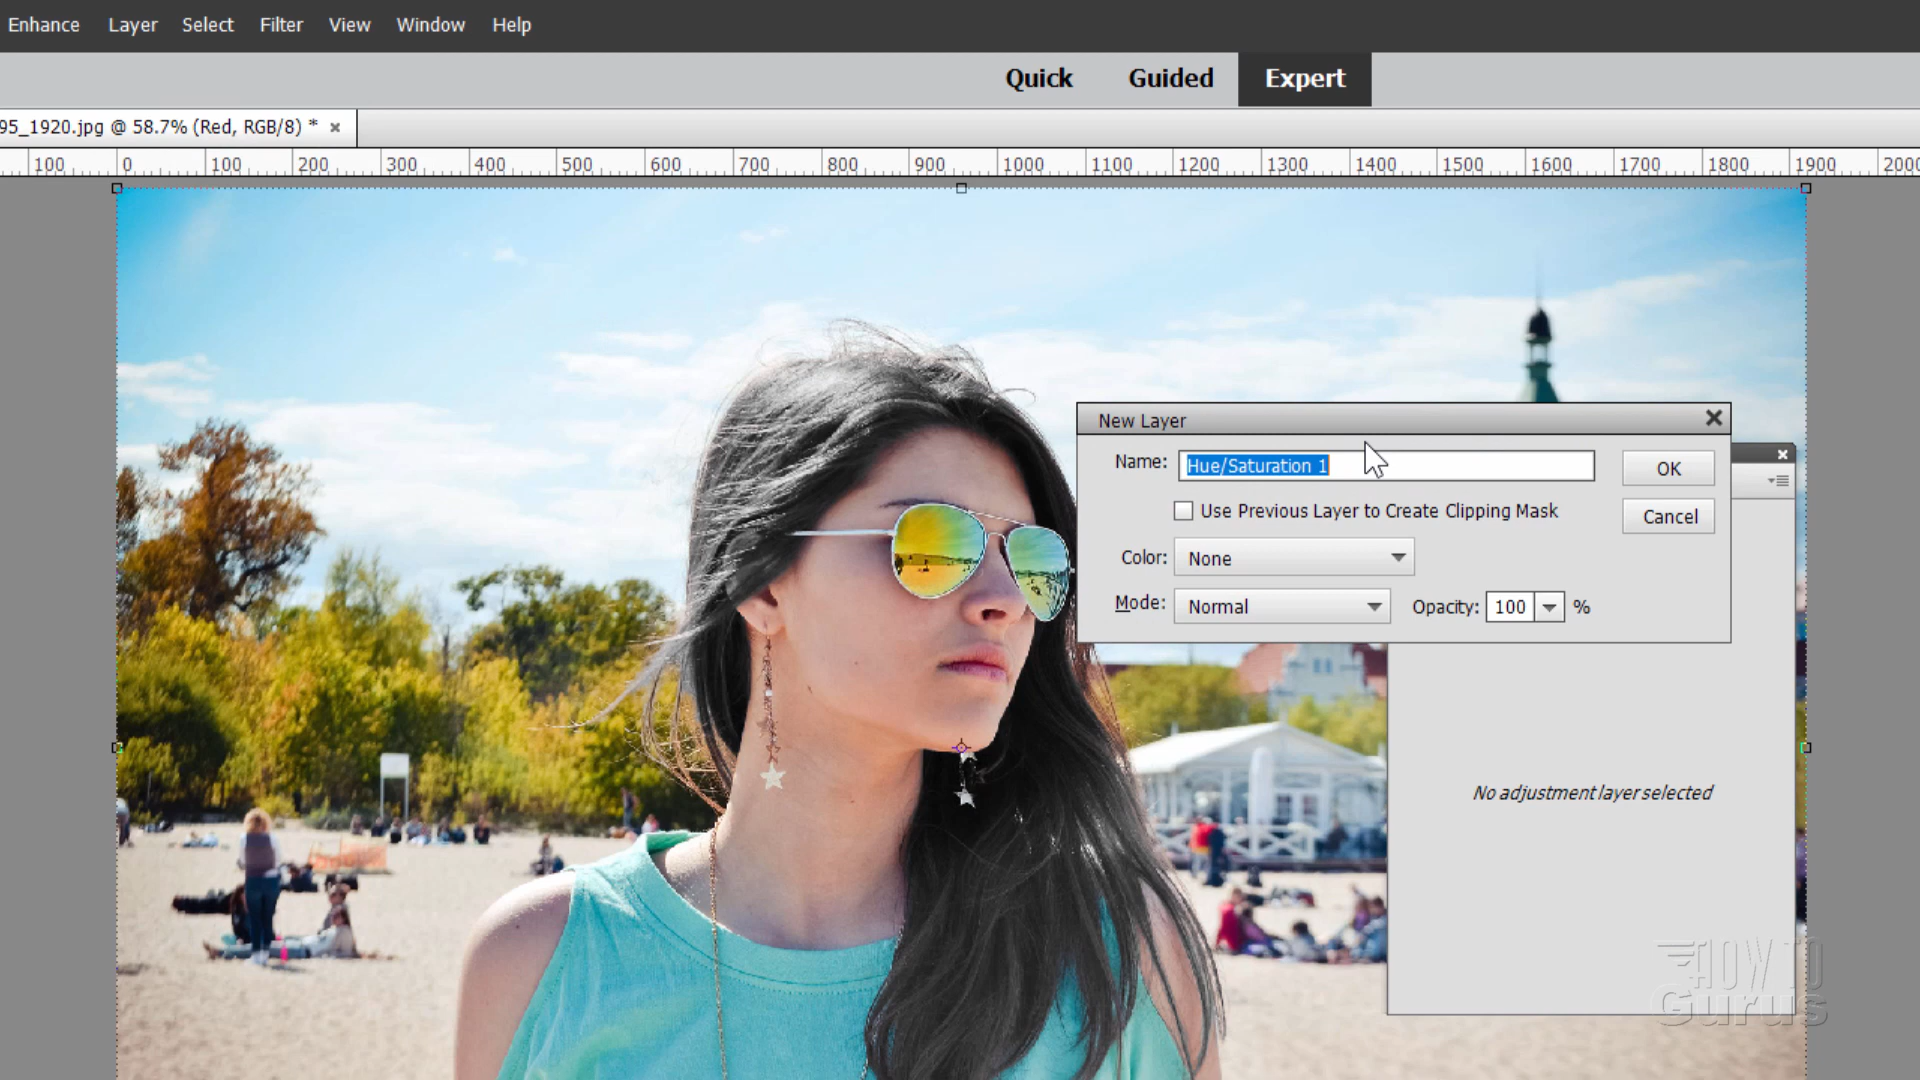 Enhance Layer Select Filter View Window Help
Quick Guided Expert
95_1920.jpg @ 58.7% (Red, RGB/8) * ×
100 0 100 200 300 400 500 600 700 800 900 1000 1100 1200 1300 1400 1500 1600 1700 1800 1900 2000
New Layer
Name: Hue/Saturation 1 OK
Use Previous Layer to Create Clipping Mask Cancel
Color: None
Mode: Normal Opacity: 100 %
No adjustment layer selected
HOW TO
Gurus